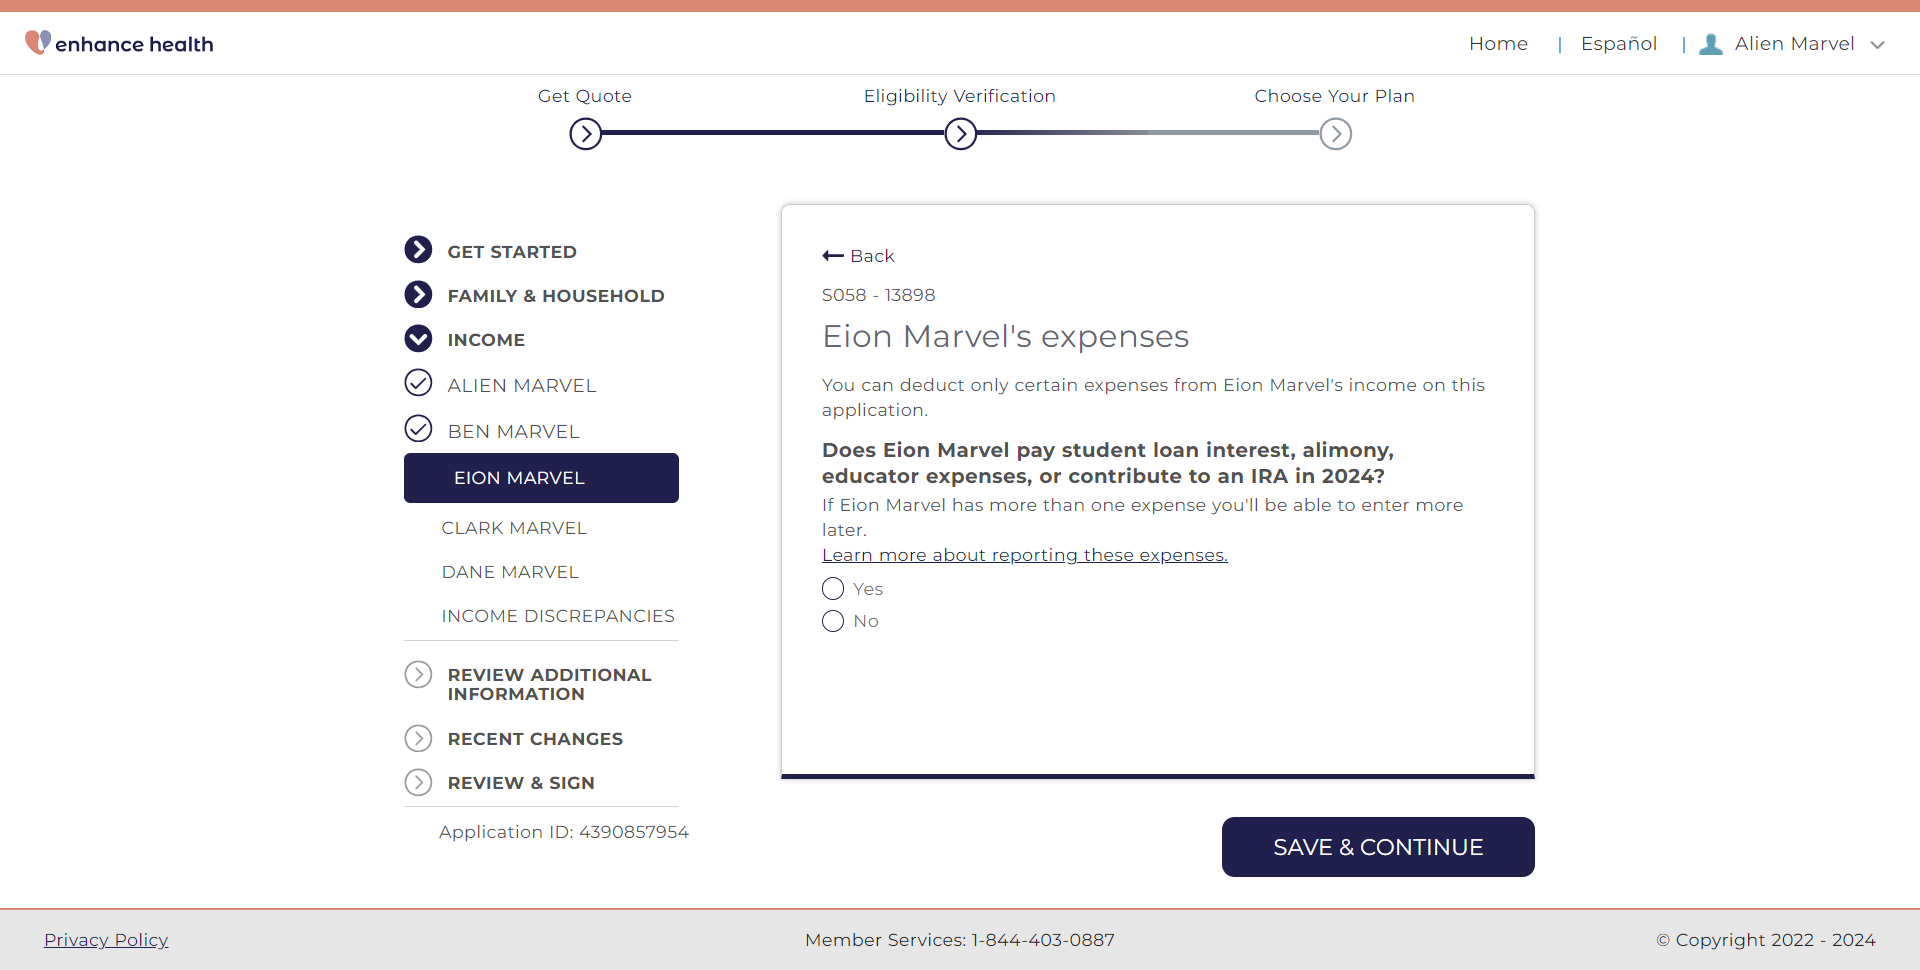 enhance health
Home | Español | Alien Marvel
Get Quote
Eligibility Verification
Choose Your Plan
GET STARTED
FAMILY & HOUSEHOLD
INCOME
ALIEN MARVEL
BEN MARVEL
EION MARVEL
CLARK MARVEL
DANE MARVEL
INCOME DISCREPANCIES
REVIEW ADDITIONAL
INFORMATION
RECENT CHANGES
REVIEW & SIGN
Application ID: 4390857954
Back
S058 - 13898
Eion Marvel's expenses
You can deduct only certain expenses from Eion Marvel's income on this
application.
Does Eion Marvel pay student loan interest, alimony,
educator expenses, or contribute to an IRA in 2024?
If Eion Marvel has more than one expense you'll be able to enter more
later.
Learn more about reporting these expenses.
Yes
No
SAVE & CONTINUE
Privacy Policy
Member Services: 1-844-403-0887
© Copyright 2022 - 2024